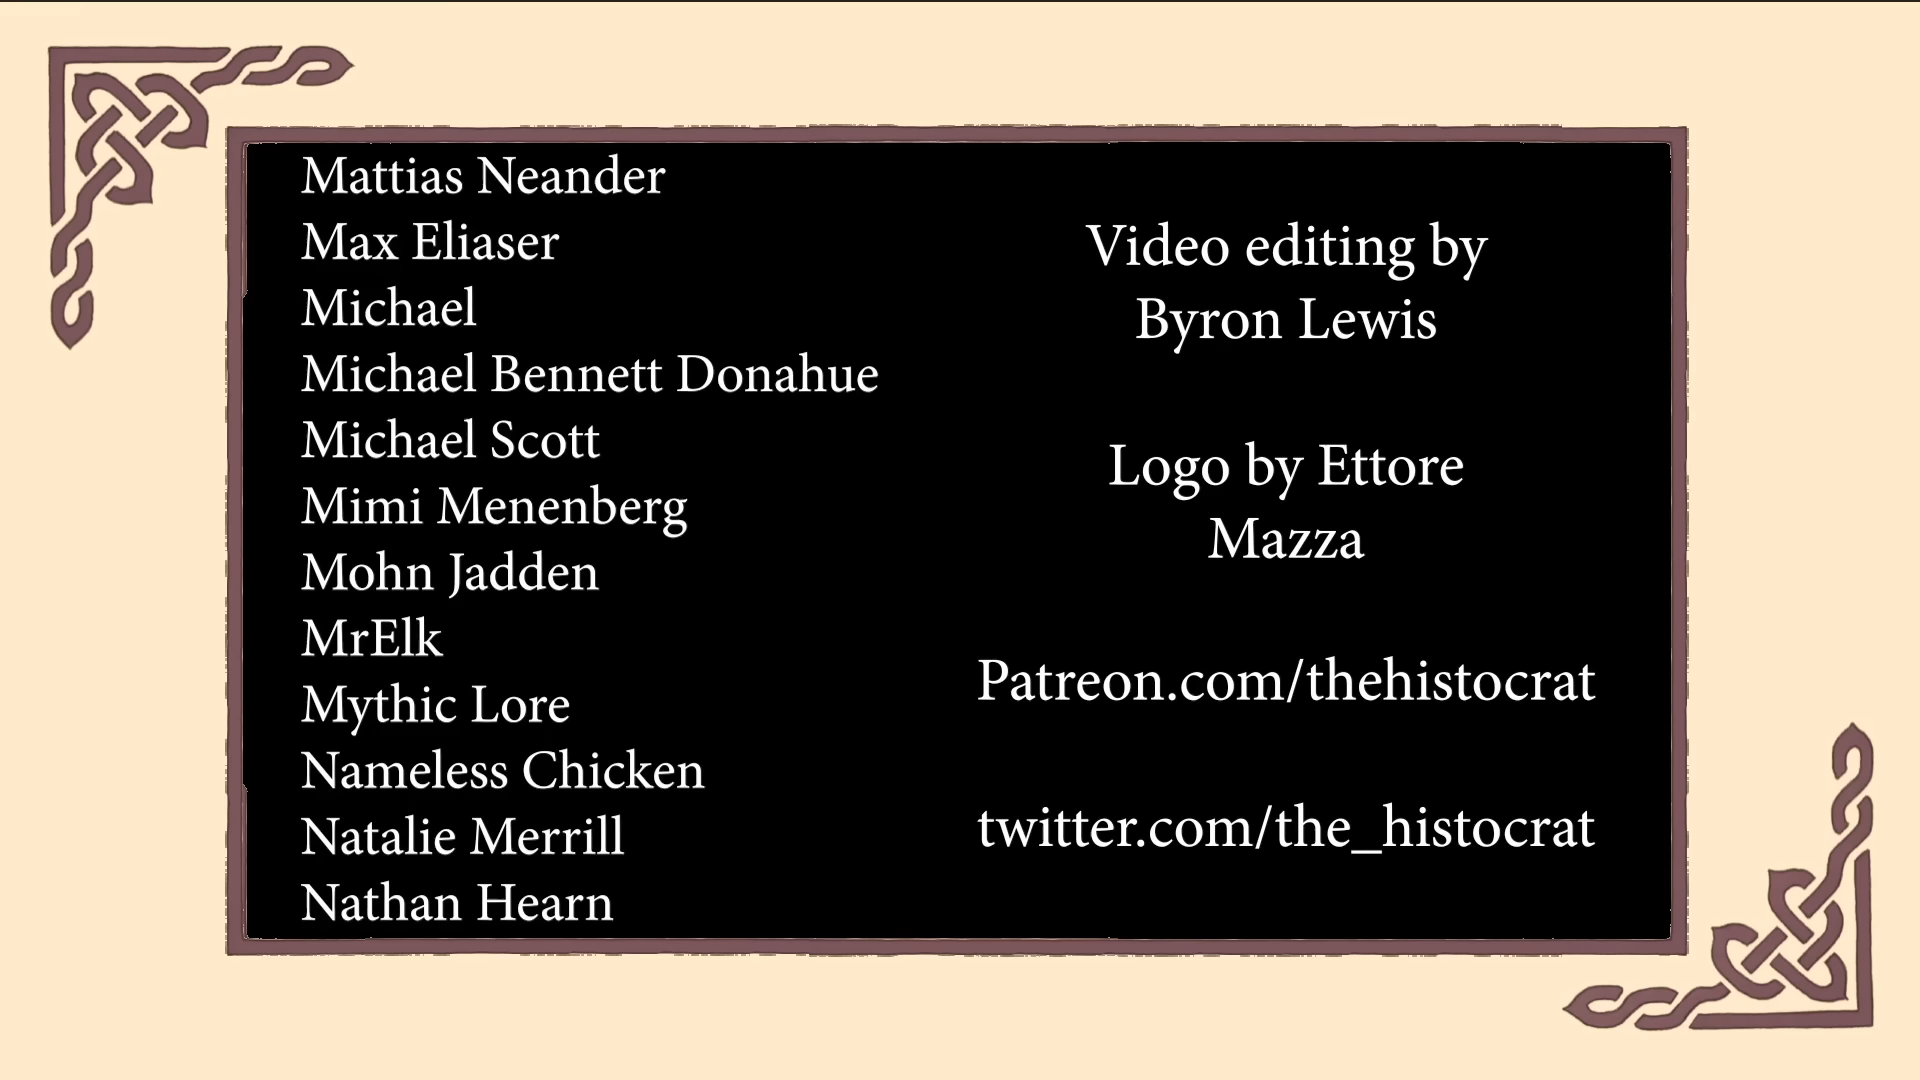 Mattias Neander
Max Eliaser
Michael
Michael Bennett Donahue
Michael Scott
Mimi Menenberg
Mohn Jadden
MrElk
Mythic Lore
Nameless Chicken
Natalie Merrill
Nathan Hearn
Video editing by
Byron Lewis
Logo by Ettore
Mazza
Patreon.com/thehistocrat
twitter.com/the_histocrat